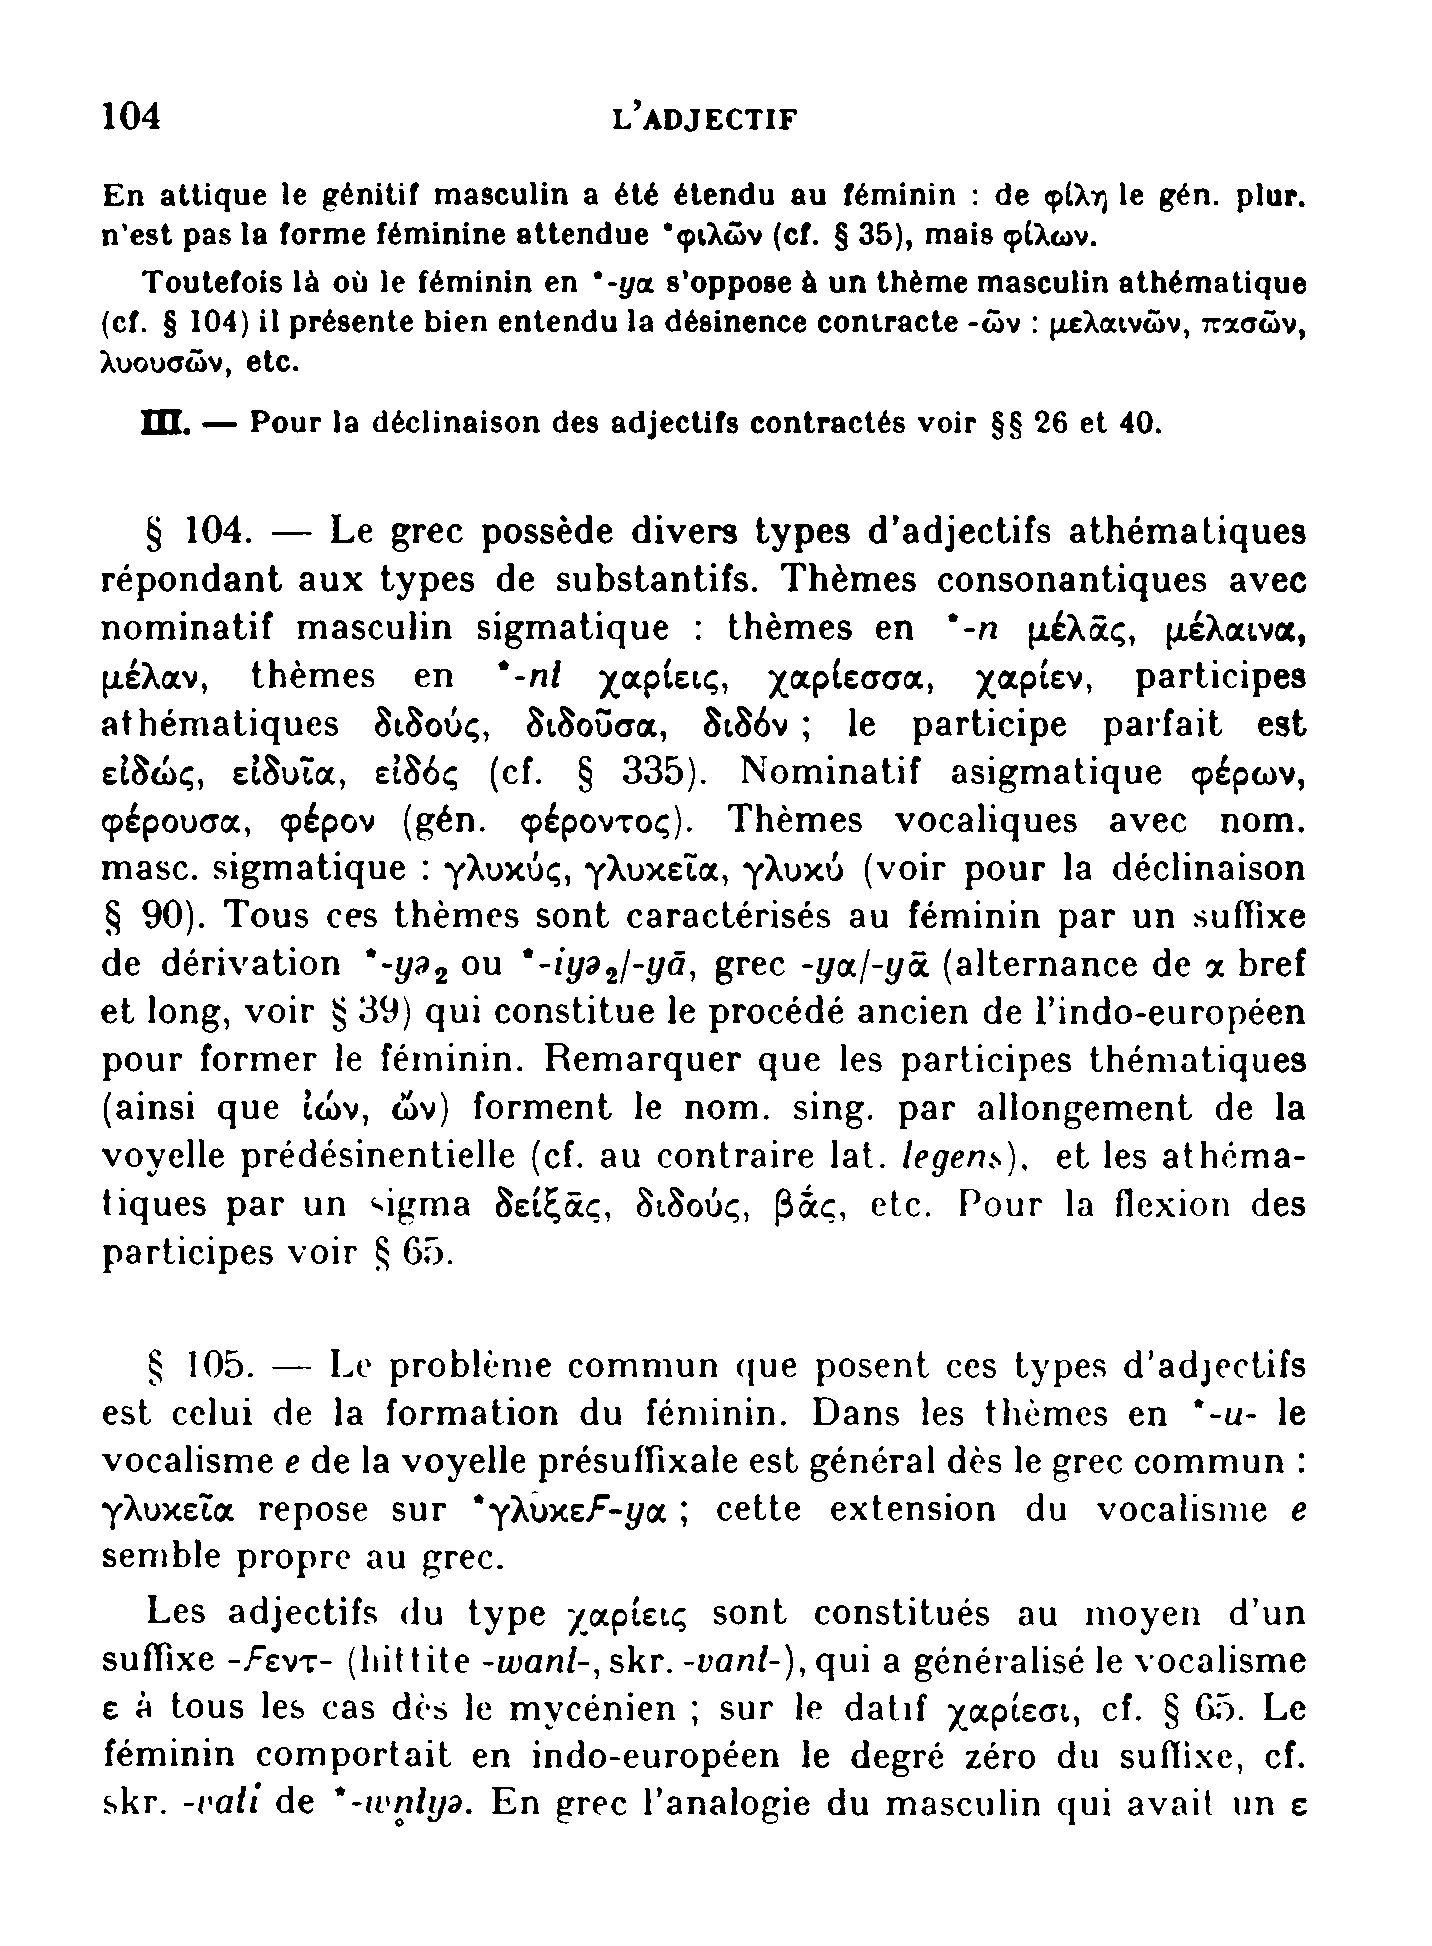 104 L'ADJECTIF
En attique le génitif masculin a été étendu au féminin : de φίλη le gén. plur.
n'est pas la forme féminine attendue *φιλῶν (cf. § 35), mais φίλων.
Toutefois là où le féminin en *-yα s'oppose à un thème masculin athématique
(cf. § 104) il présente bien entendu la désinence contracte -ῶν : μελαινῶν, πασῶν,
λυουσῶν, etc.
III. — Pour la déclinaison des adjectifs contractés voir §§ 26 et 40.
§ 104. — Le grec possède divers types d'adjectifs athématiques
répondant aux types de substantifs. Thèmes consonantiques avec
nominatif masculin sigmatique : thèmes en *-n μέλᾱς, μέλαινα,
μέλαν, thèmes en *-nt χαρίεις, χαρίεσσα, χαρίεν, participes
athématiques διδούς, διδοῦσα, διδόν ; le participe parfait est
εἰδώς, εἰδυῖα, εἰδός (cf. § 335). Nominatif asigmatique φέρων,
φέρουσα, φέρον (gén. φέροντος). Thèmes vocaliques avec nom.
masc. sigmatique : γλυκύς, γλυκεῖα, γλυκύ (voir pour la déclinaison
§ 90). Tous ces thèmes sont caractérisés au féminin par un suffixe
de dérivation *-yə₂ ou *-iyə₂/-yā, grec -yα/-yᾱ (alternance de α bref
et long, voir § 39) qui constitue le procédé ancien de l'indo-européen
pour former le féminin. Remarquer que les participes thématiques
(ainsi que ἰών, ὤν) forment le nom. sing. par allongement de la
voyelle prédésinentielle (cf. au contraire lat. legens), et les athéma-
tiques par un sigma δείξᾱς, διδούς, βά̄ς, etc. Pour la flexion des
participes voir § 65.
§ 105. — Le problème commun que posent ces types d'adjectifs
est celui de la formation du féminin. Dans les thèmes en *-u- le
vocalisme e de la voyelle présuffixale est général dès le grec commun :
γλυκεῖα repose sur *γλυκεϜ-yα ; cette extension du vocalisme e
semble propre au grec.
Les adjectifs du type χαρίεις sont constitués au moyen d'un
suffixe -Ϝεντ- (hittite -want-, skr. -vant-), qui a généralisé le vocalisme
ε à tous les cas dès le mycénien ; sur le datif χαρίεσι, cf. § 65. Le
féminin comportait en indo-européen le degré zéro du suffixe, cf.
skr. -vatī de *-wn̥tyə. En grec l'analogie du masculin qui avait un ε